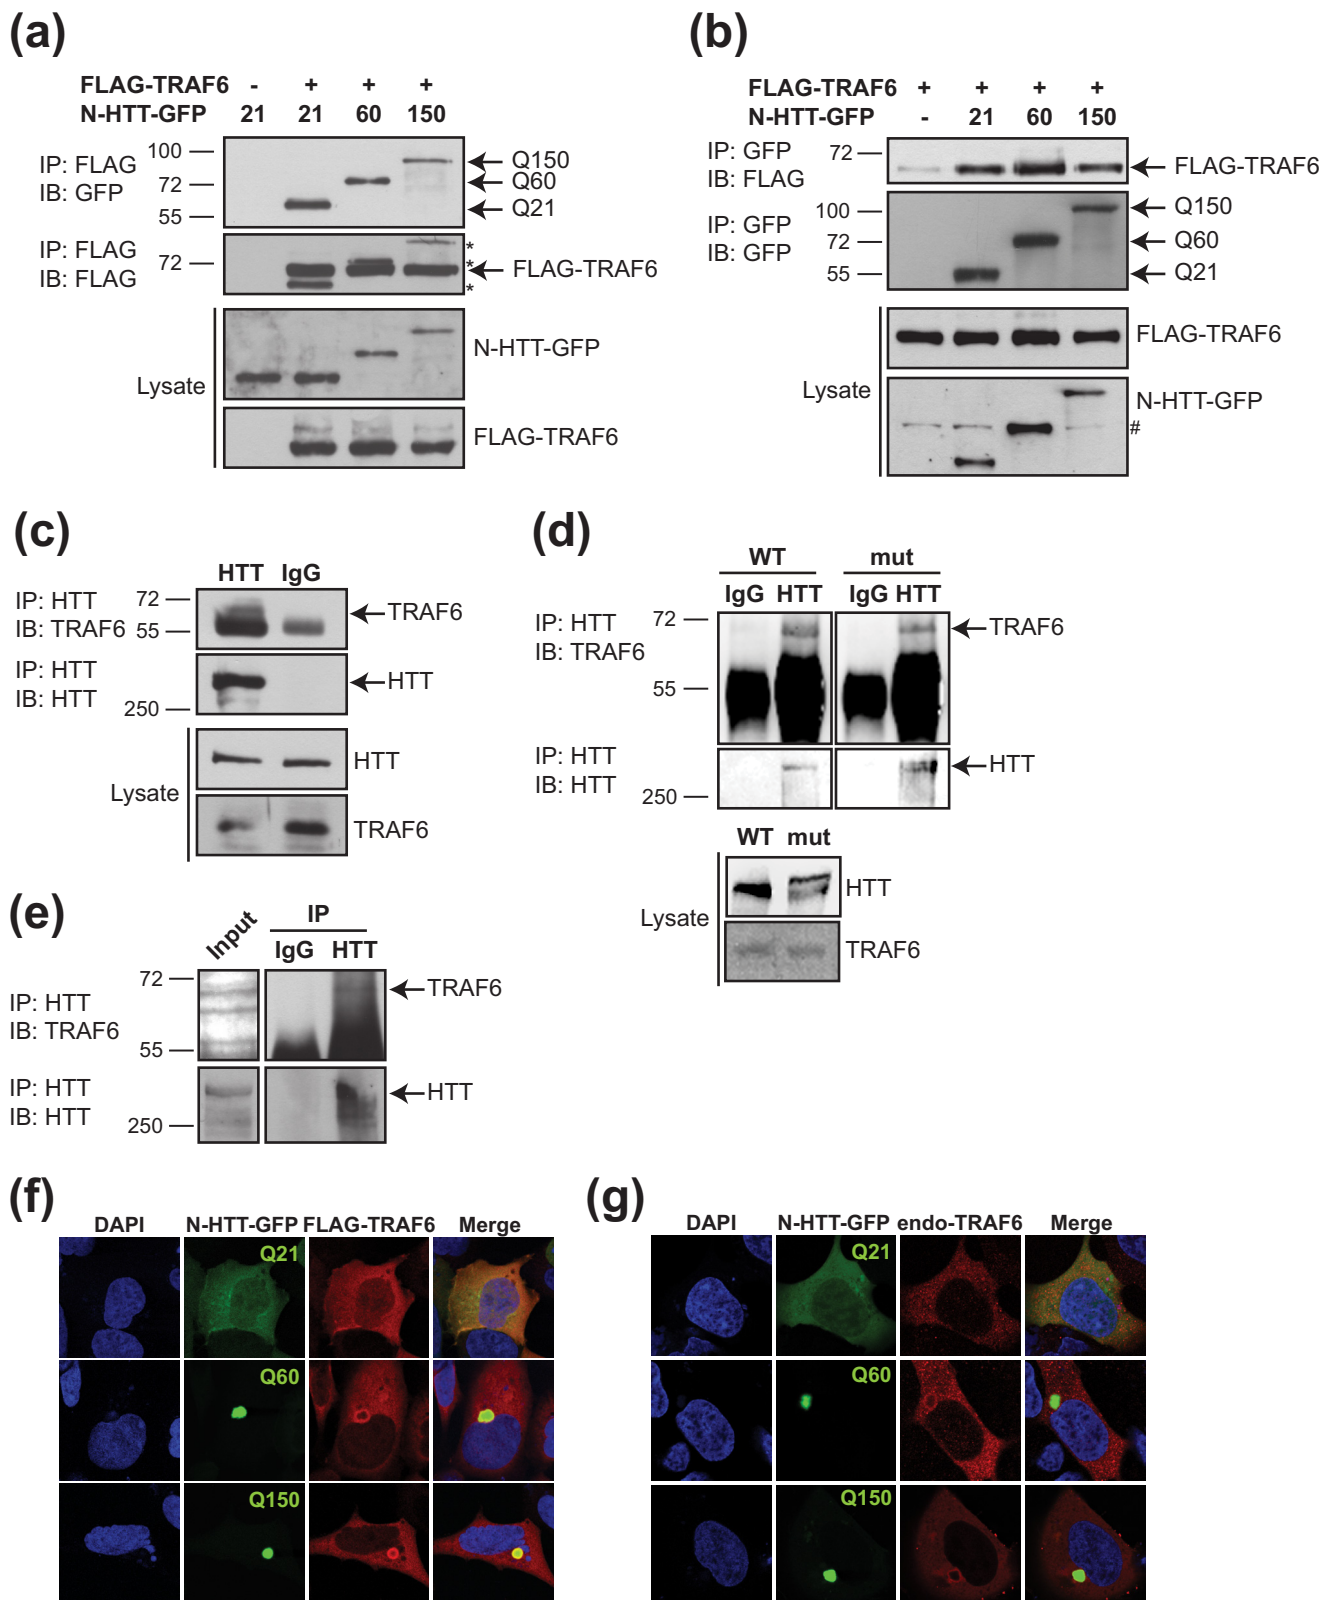 (a)
FLAG-TRAF6 - + + +
N-HTT-GFP 21 21 60 150
IP: FLAG
IB: GFP
100
72
55
Q150
Q60
Q21
IP: FLAG
IB: FLAG
72
*
*
*
FLAG-TRAF6
Lysate
N-HTT-GFP
FLAG-TRAF6
(b)
FLAG-TRAF6 + + + +
N-HTT-GFP - 21 60 150
IP: GFP
IB: FLAG
72
FLAG-TRAF6
IP: GFP
IB: GFP
100
72
55
Q150
Q60
Q21
Lysate
FLAG-TRAF6
N-HTT-GFP
#
(c)
HTT IgG
IP: HTT
IB: TRAF6
72
55
TRAF6
IP: HTT
IB: HTT
250
HTT
Lysate
HTT
TRAF6
(d)
WT mut
IgG HTT IgG HTT
IP: HTT
IB: TRAF6
72
55
TRAF6
IP: HTT
IB: HTT
250
HTT
WT mut
Lysate
HTT
TRAF6
(e)
Input
IP
IgG HTT
IP: HTT
IB: TRAF6
72
55
TRAF6
IP: HTT
IB: HTT
250
HTT
(f)
DAPI N-HTT-GFP FLAG-TRAF6 Merge
Q21
Q60
Q150
(g)
DAPI N-HTT-GFP endo-TRAF6 Merge
Q21
Q60
Q150